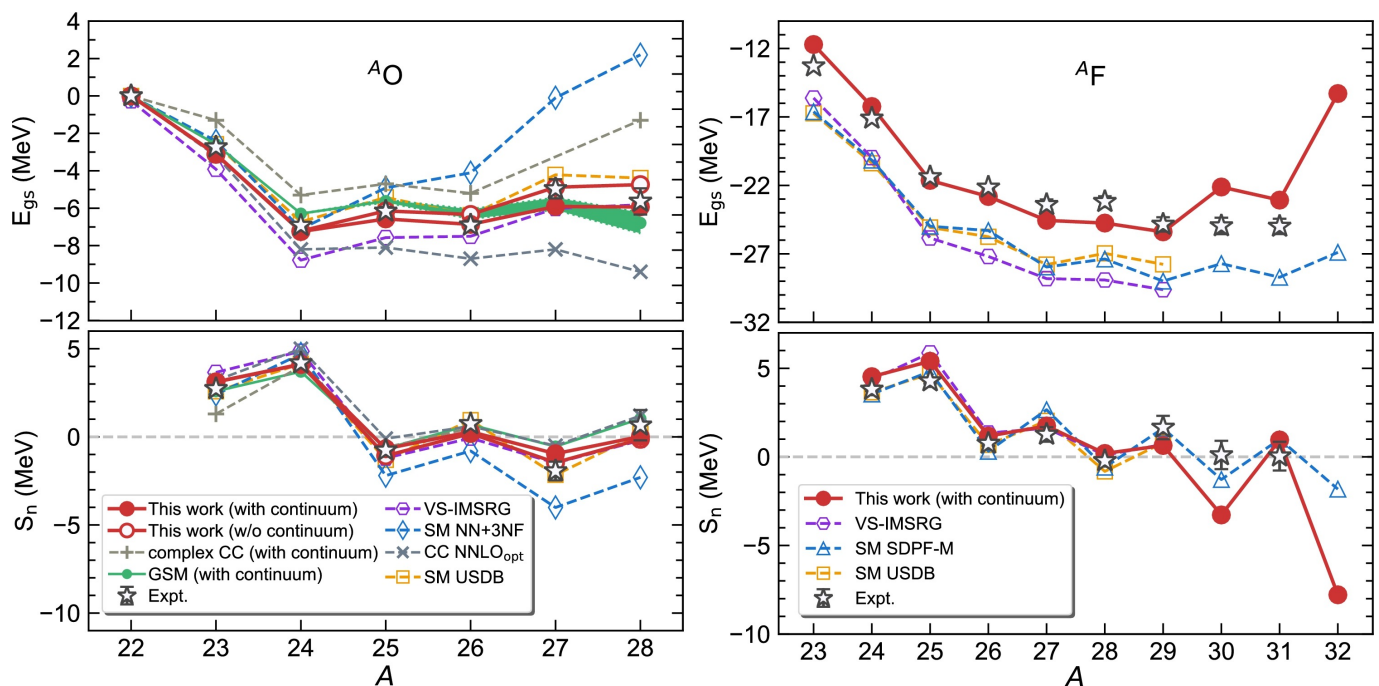 4
2
0
−2
−4
−6
−8
−10
−12
E_gs (MeV)
^A O
5
0
−5
−10
S_n (MeV)
This work (with continuum)
This work (w/o continuum)
complex CC (with continuum)
GSM (with continuum)
Expt.
VS-IMSRG
SM NN+3NF
CC NNLO_opt
SM USDB
22 23 24 25 26 27 28
A
−12
−17
−22
−27
−32
E_gs (MeV)
^A F
5
0
−5
−10
S_n (MeV)
This work (with continuum)
VS-IMSRG
SM SDPF-M
SM USDB
Expt.
23 24 25 26 27 28 29 30 31 32
A